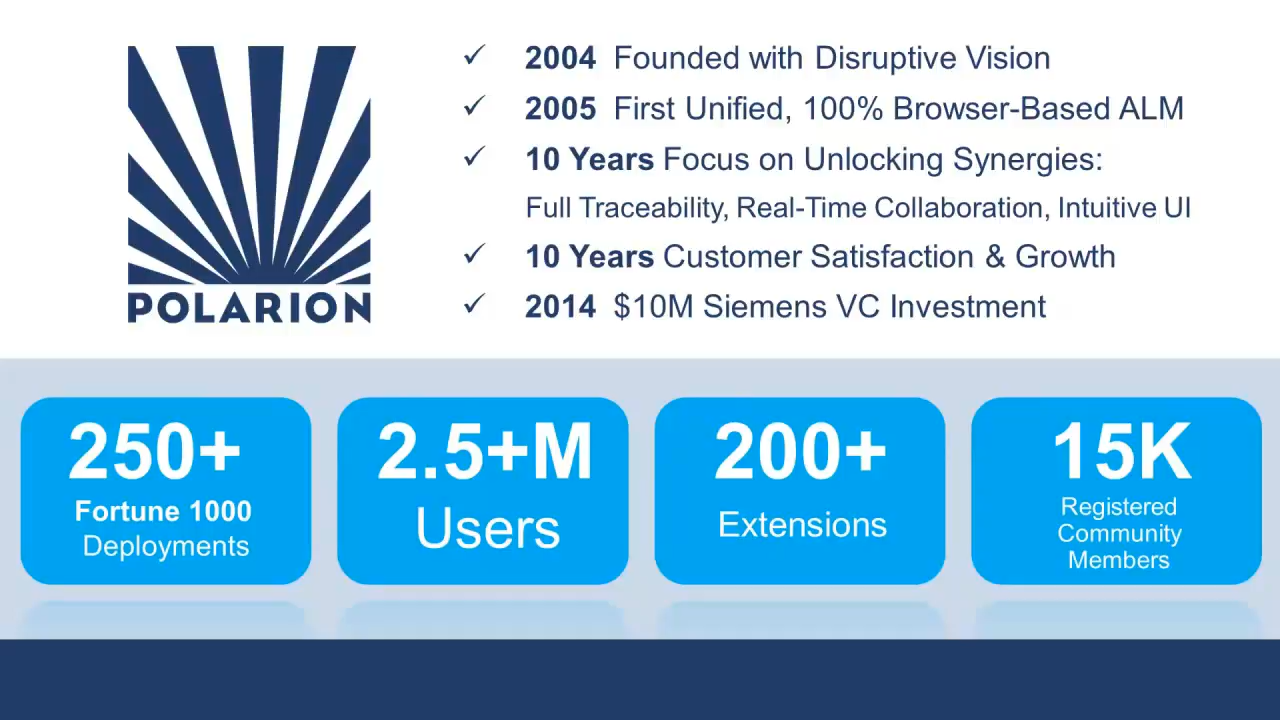 POLARION
✓ 2004 Founded with Disruptive Vision
✓ 2005 First Unified, 100% Browser-Based ALM
✓ 10 Years Focus on Unlocking Synergies:
Full Traceability, Real-Time Collaboration, Intuitive UI
✓ 10 Years Customer Satisfaction & Growth
✓ 2014 $10M Siemens VC Investment
250+
Fortune 1000
Deployments
2.5+M
Users
200+
Extensions
15K
Registered
Community
Members